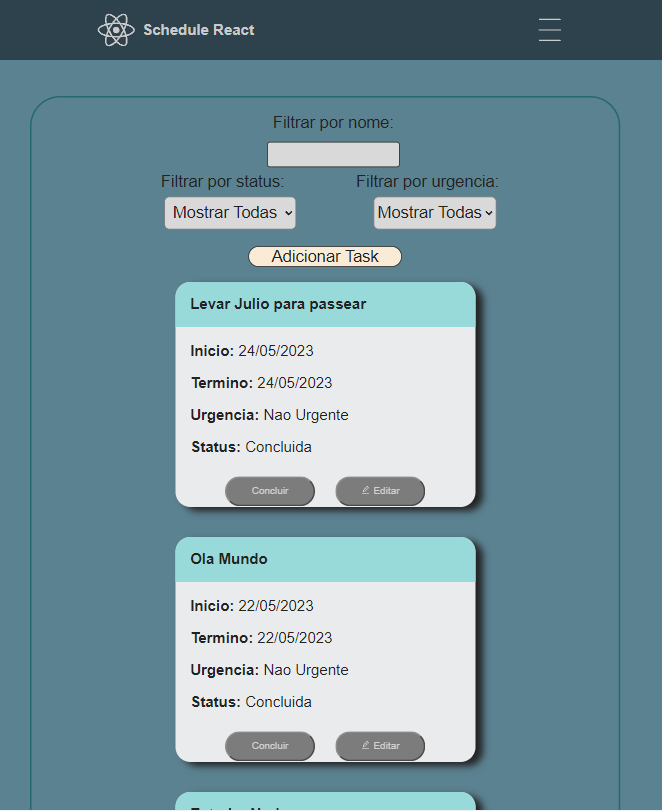 Schedule React
Filtrar por nome:
Filtrar por status:
Filtrar por urgencia:
Mostrar Todas
Mostrar Todas
Adicionar Task
Levar Julio para passear
Inicio: 24/05/2023
Termino: 24/05/2023
Urgencia: Nao Urgente
Status: Concluida
Concluir
Editar
Ola Mundo
Inicio: 22/05/2023
Termino: 22/05/2023
Urgencia: Nao Urgente
Status: Concluida
Concluir
Editar